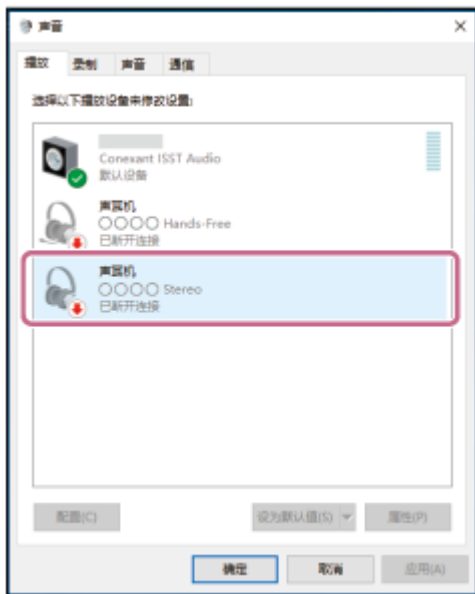 声音
播放 录制 声音 通信
选择以下播放设备来修改设置:
Conexant ISST Audio
默认设备
声耳机
○○○○ Hands-Free
已断开连接
声耳机
○○○○ Stereo
已断开连接
配置(C) 设为默认值(S) 属性(P)
确定 取消 应用(A)